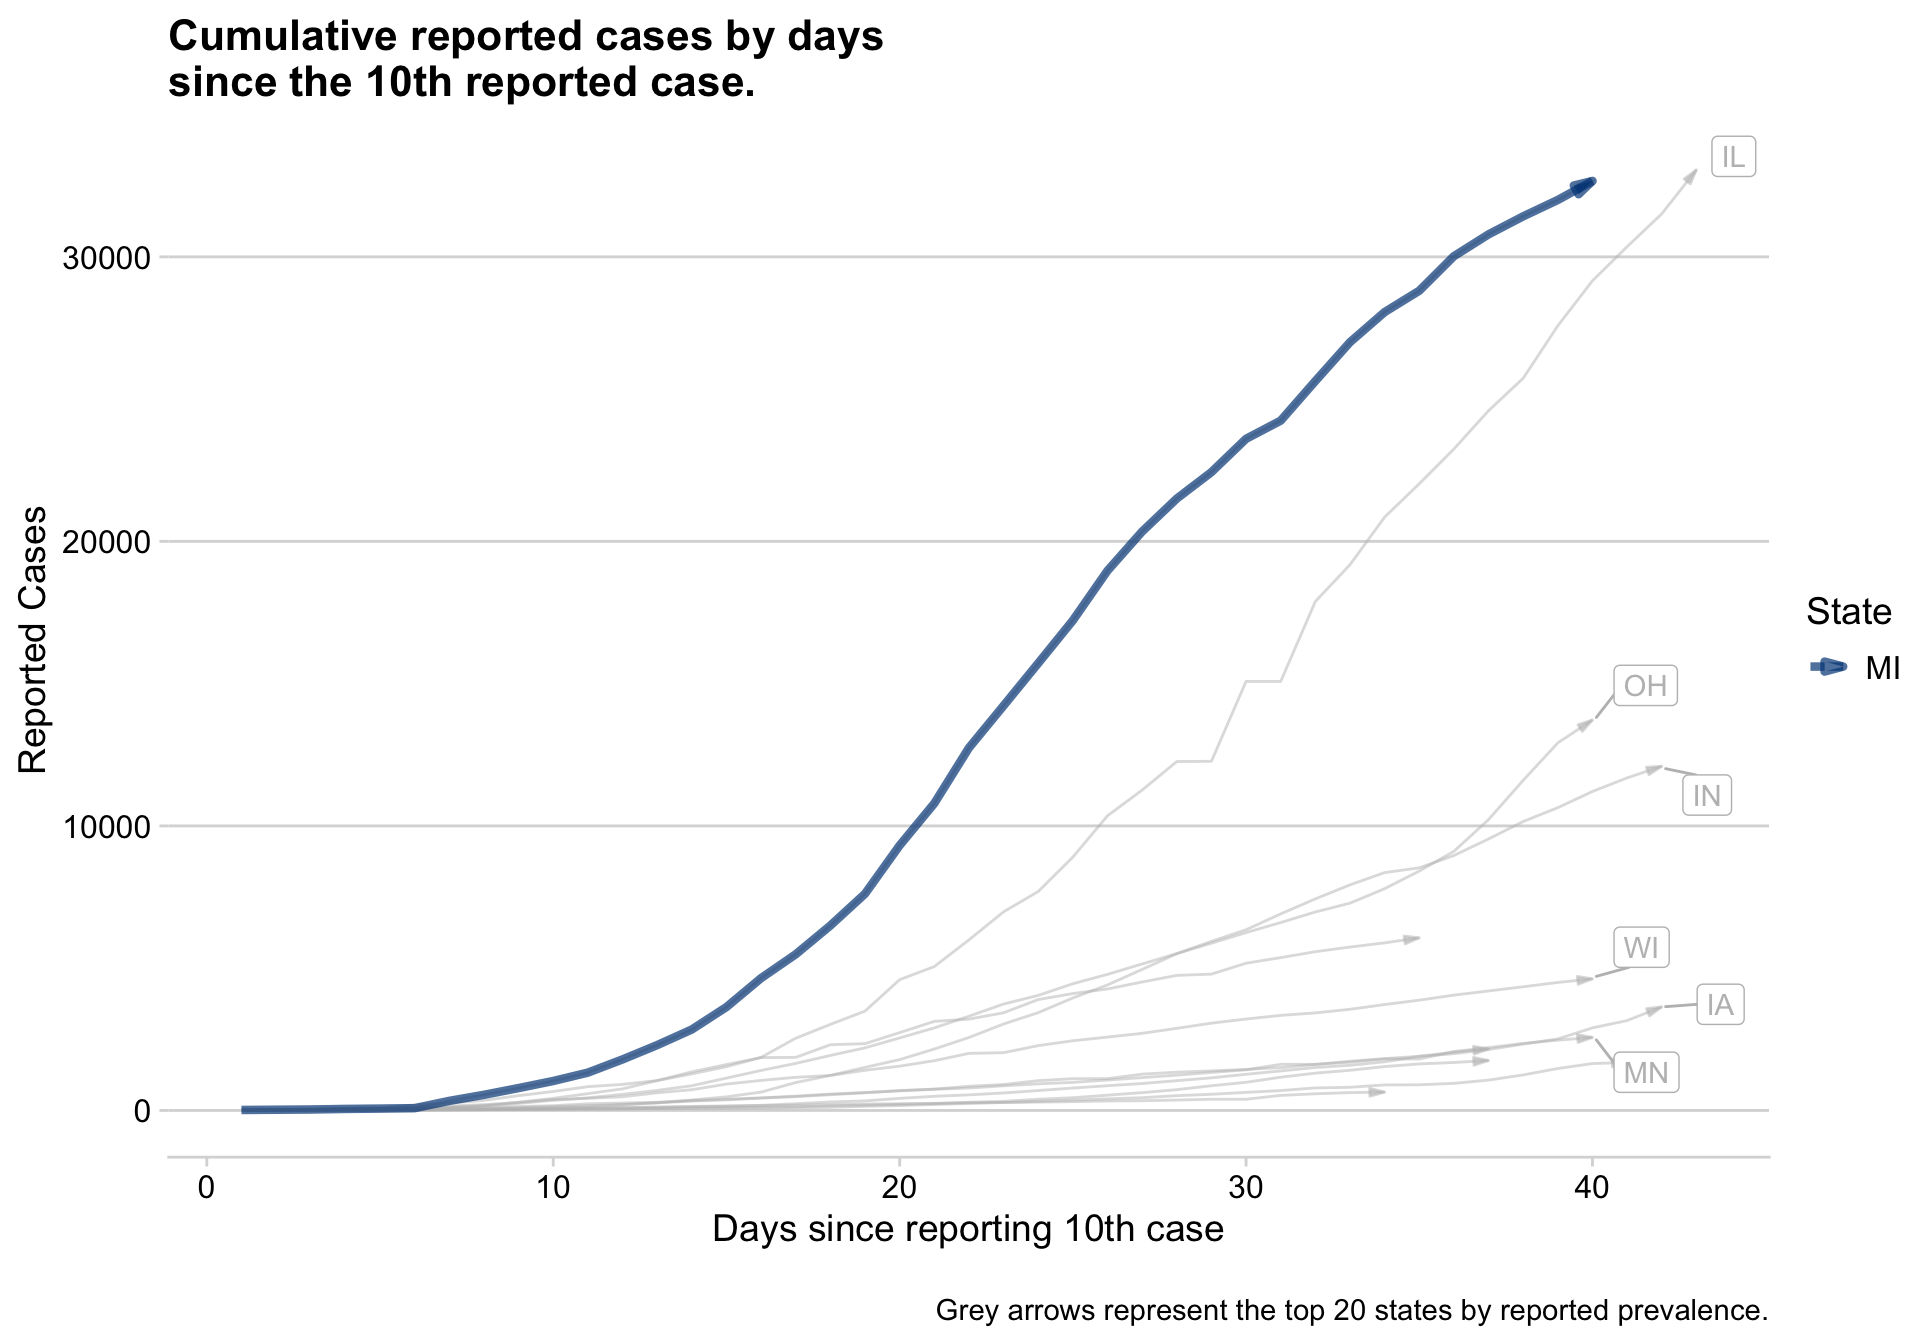 Cumulative reported cases by days
since the 10th reported case.
Reported Cases
30000
20000
10000
0
IL
OH
IN
WI
IA
MN
State
MI
0 10 20 30 40
Days since reporting 10th case
Grey arrows represent the top 20 states by reported prevalence.